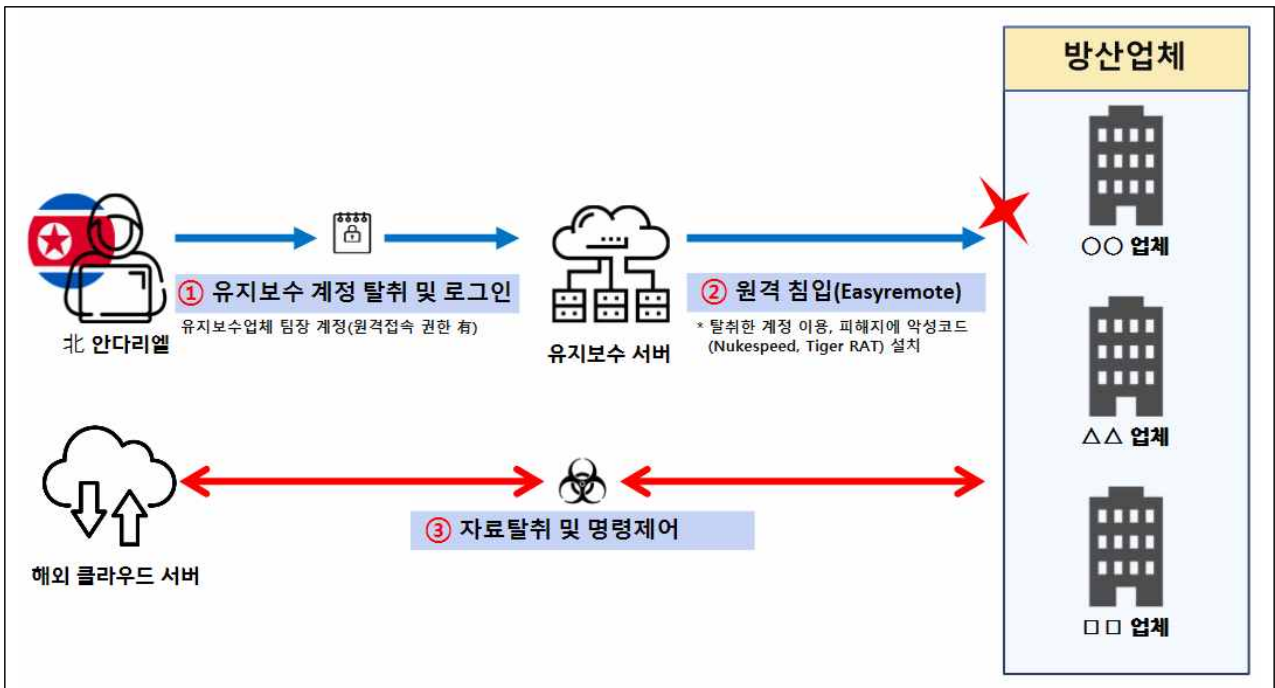 방산업체
○○ 업체
① 유지보수 계정 탈취 및 로그인
유지보수업체 팀장 계정(원격접속 권한 有)
北 안다리엘
유지보수 서버
② 원격 침입(Easyremote)
* 탈취한 계정 이용, 피해지에 악성코드
(Nukespeed, Tiger RAT) 설치
△△ 업체
③ 자료탈취 및 명령제어
해외 클라우드 서버
□□ 업체